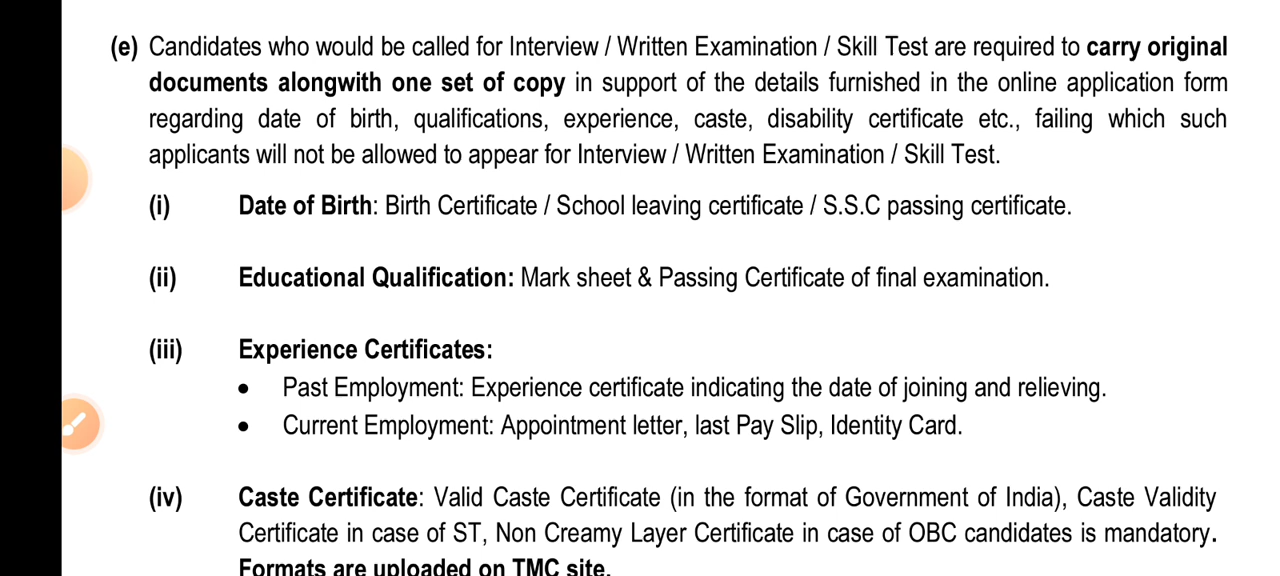 (e) Candidates who would be called for Interview / Written Examination / Skill Test are required to carry original
documents alongwith one set of copy in support of the details furnished in the online application form
regarding date of birth, qualifications, experience, caste, disability certificate etc., failing which such
applicants will not be allowed to appear for Interview / Written Examination / Skill Test.
(i) Date of Birth: Birth Certificate / School leaving certificate / S.S.C passing certificate.
(ii) Educational Qualification: Mark sheet & Passing Certificate of final examination.
(iii) Experience Certificates:
• Past Employment: Experience certificate indicating the date of joining and relieving.
• Current Employment: Appointment letter, last Pay Slip, Identity Card.
(iv) Caste Certificate: Valid Caste Certificate (in the format of Government of India), Caste Validity
Certificate in case of ST, Non Creamy Layer Certificate in case of OBC candidates is mandatory.
Formats are uploaded on TMC site.